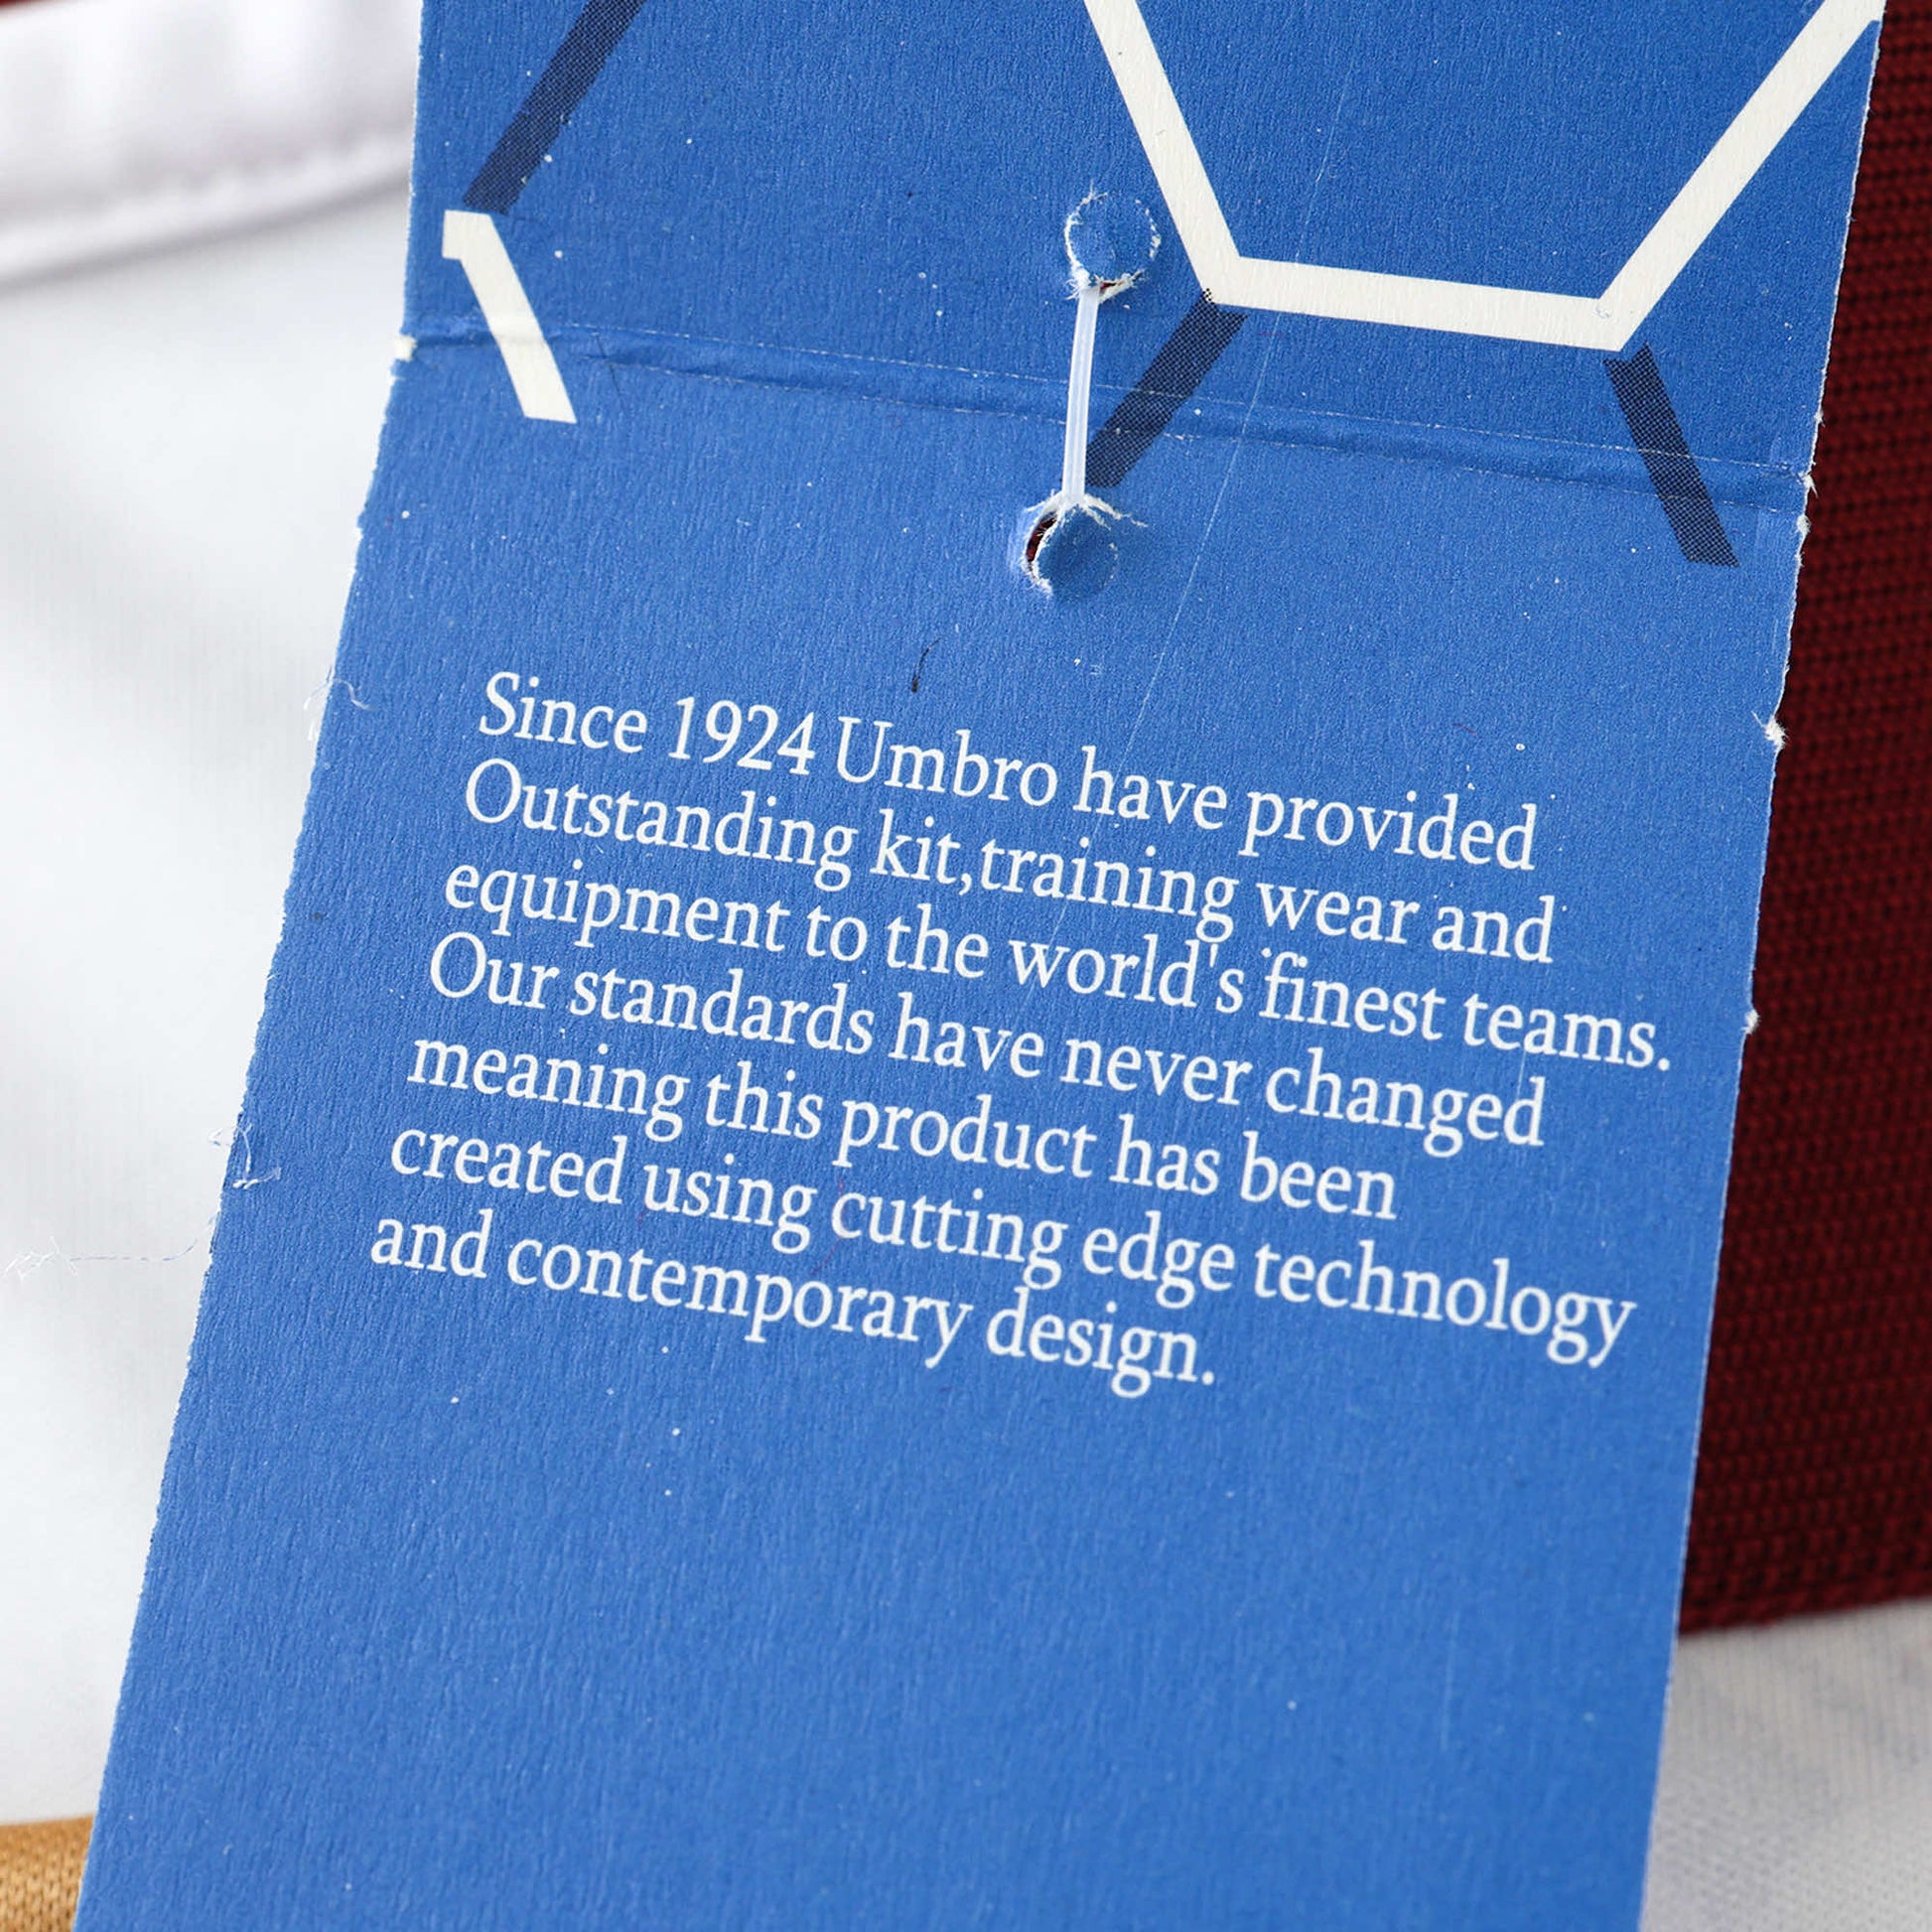 Since 1924 Umbro have provided
Outstanding kit,training wear and
equipment to the world's finest teams.
Our standards have never changed
meaning this product has been
created using cutting edge technology
and contemporary design.